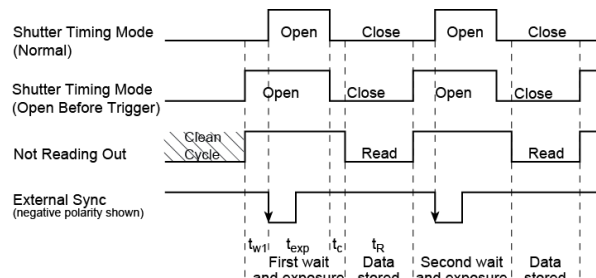 Shutter Timing Mode
(Normal)
Open Close Open Close
Shutter Timing Mode
(Open Before Trigger)
Open Close Open Close
Clean
Cycle
Not Reading Out
Read Read
External Sync
(negative polarity shown)
tw1 texp tc tR
First wait Data Second wait Data
and exposure stored and exposure stored